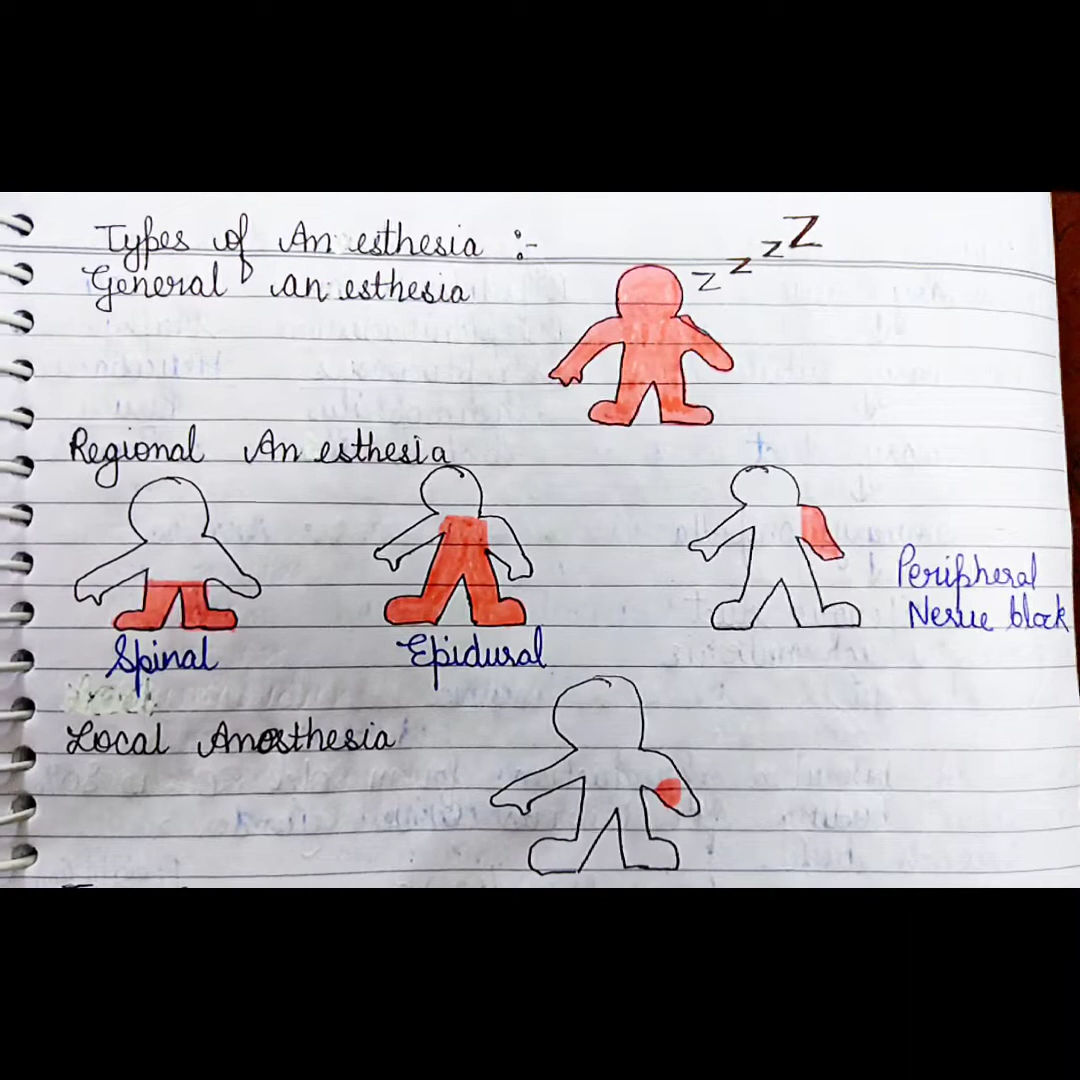 Types of Anesthesia :-
General anesthesia
z z z Z
Regional Anesthesia
Spinal
Epidural
Peripheral
Nerve block
Local Anesthesia